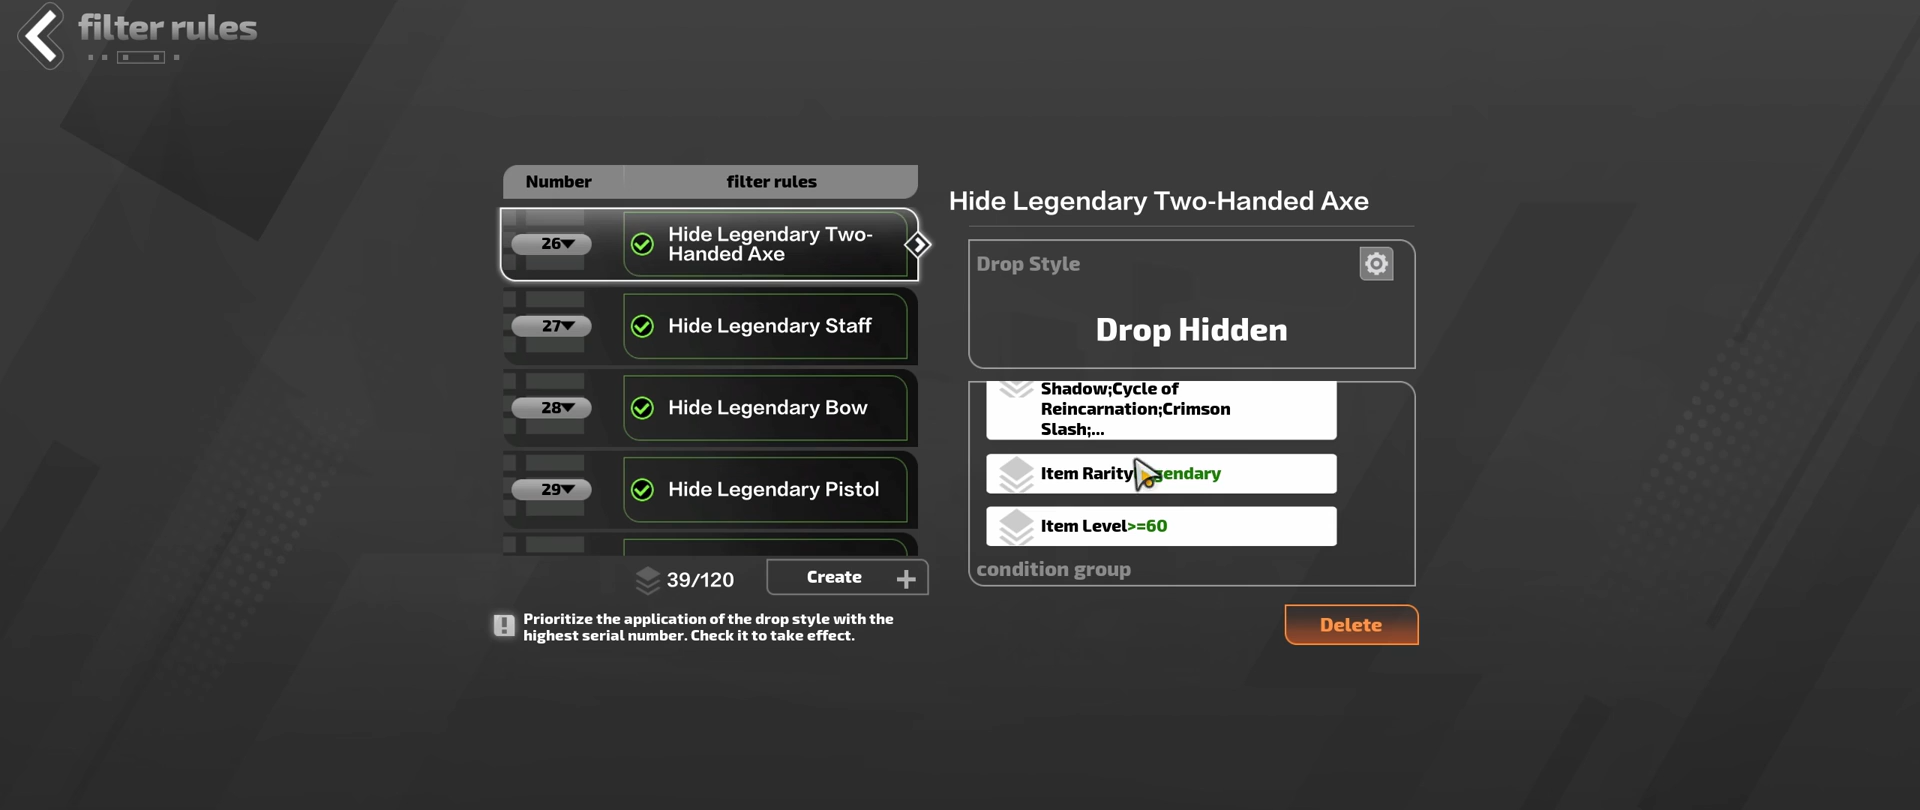 filter rules
Number filter rules
26 Hide Legendary Two-
Handed Axe
27 Hide Legendary Staff
28 Hide Legendary Bow
29 Hide Legendary Pistol
39/120 Create
Prioritize the application of the drop style with the
highest serial number. Check it to take effect.
Hide Legendary Two-Handed Axe
Drop Style
Drop Hidden
Shadow;Cycle of
Reincarnation;Crimson
Slash;...
Item Rarity
Item Level>=60
condition group
Delete